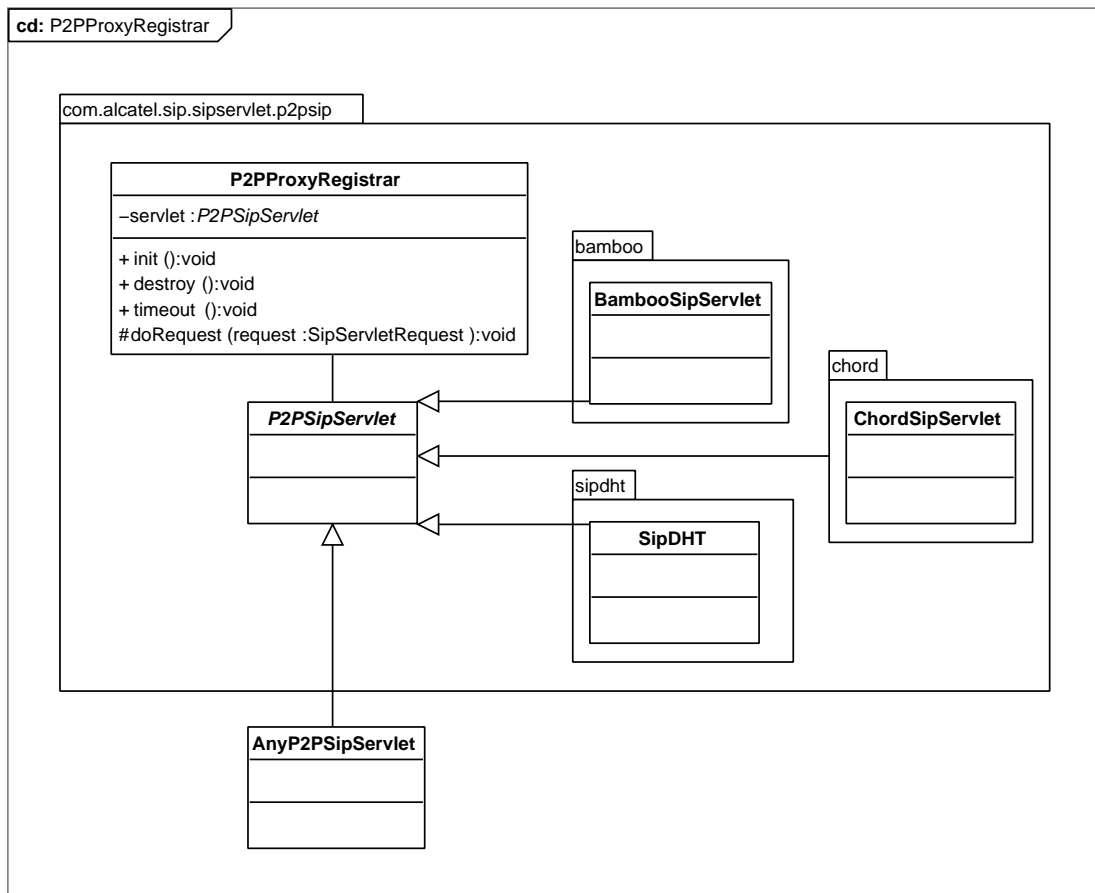 cd: P2PProxyRegistrar
com.alcatel.sip.sipservlet.p2psip
P2PProxyRegistrar
–servlet : P2PSipServlet
+ init ():void
+ destroy ():void
+ timeout ():void
# doRequest (request :SipServletRequest ):void
bamboo
BambooSipServlet
chord
ChordSipServlet
P2PSipServlet
sipdht
SipDHT
AnyP2PSipServlet